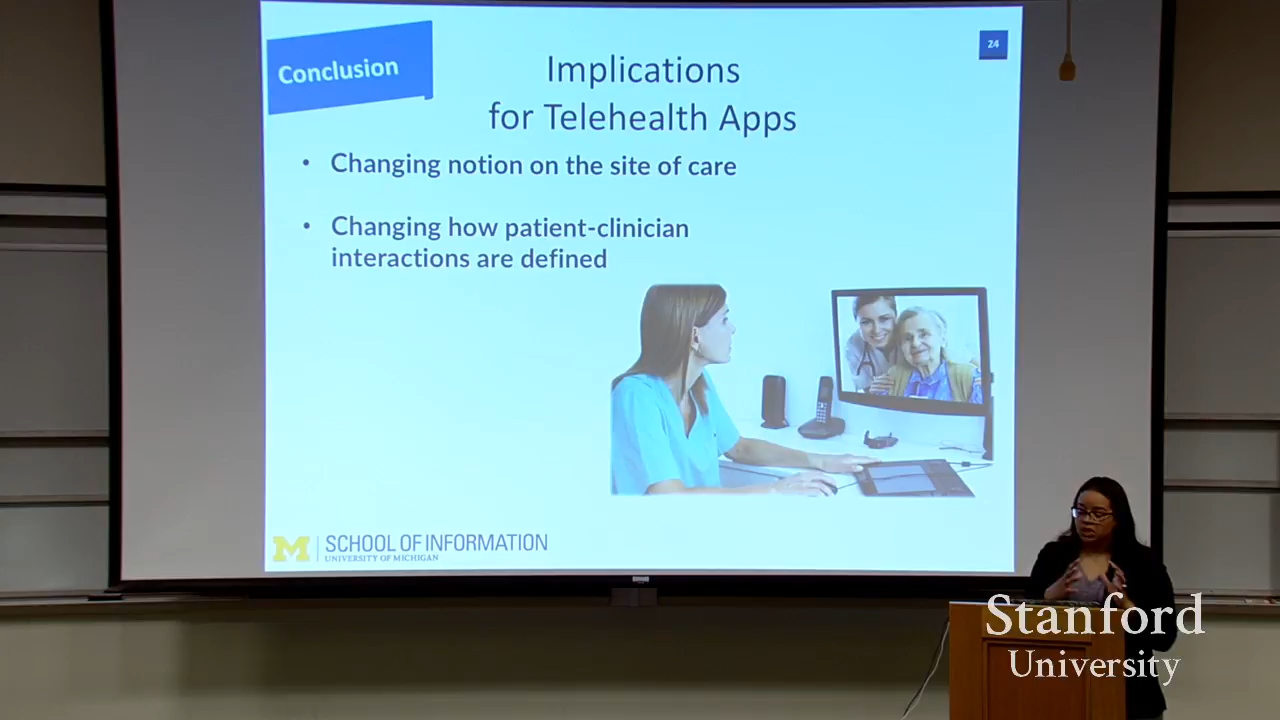 Conclusion
24
Implications
for Telehealth Apps
• Changing notion on the site of care
• Changing how patient-clinician
interactions are defined
M SCHOOL OF INFORMATION
UNIVERSITY OF MICHIGAN
Stanford
University